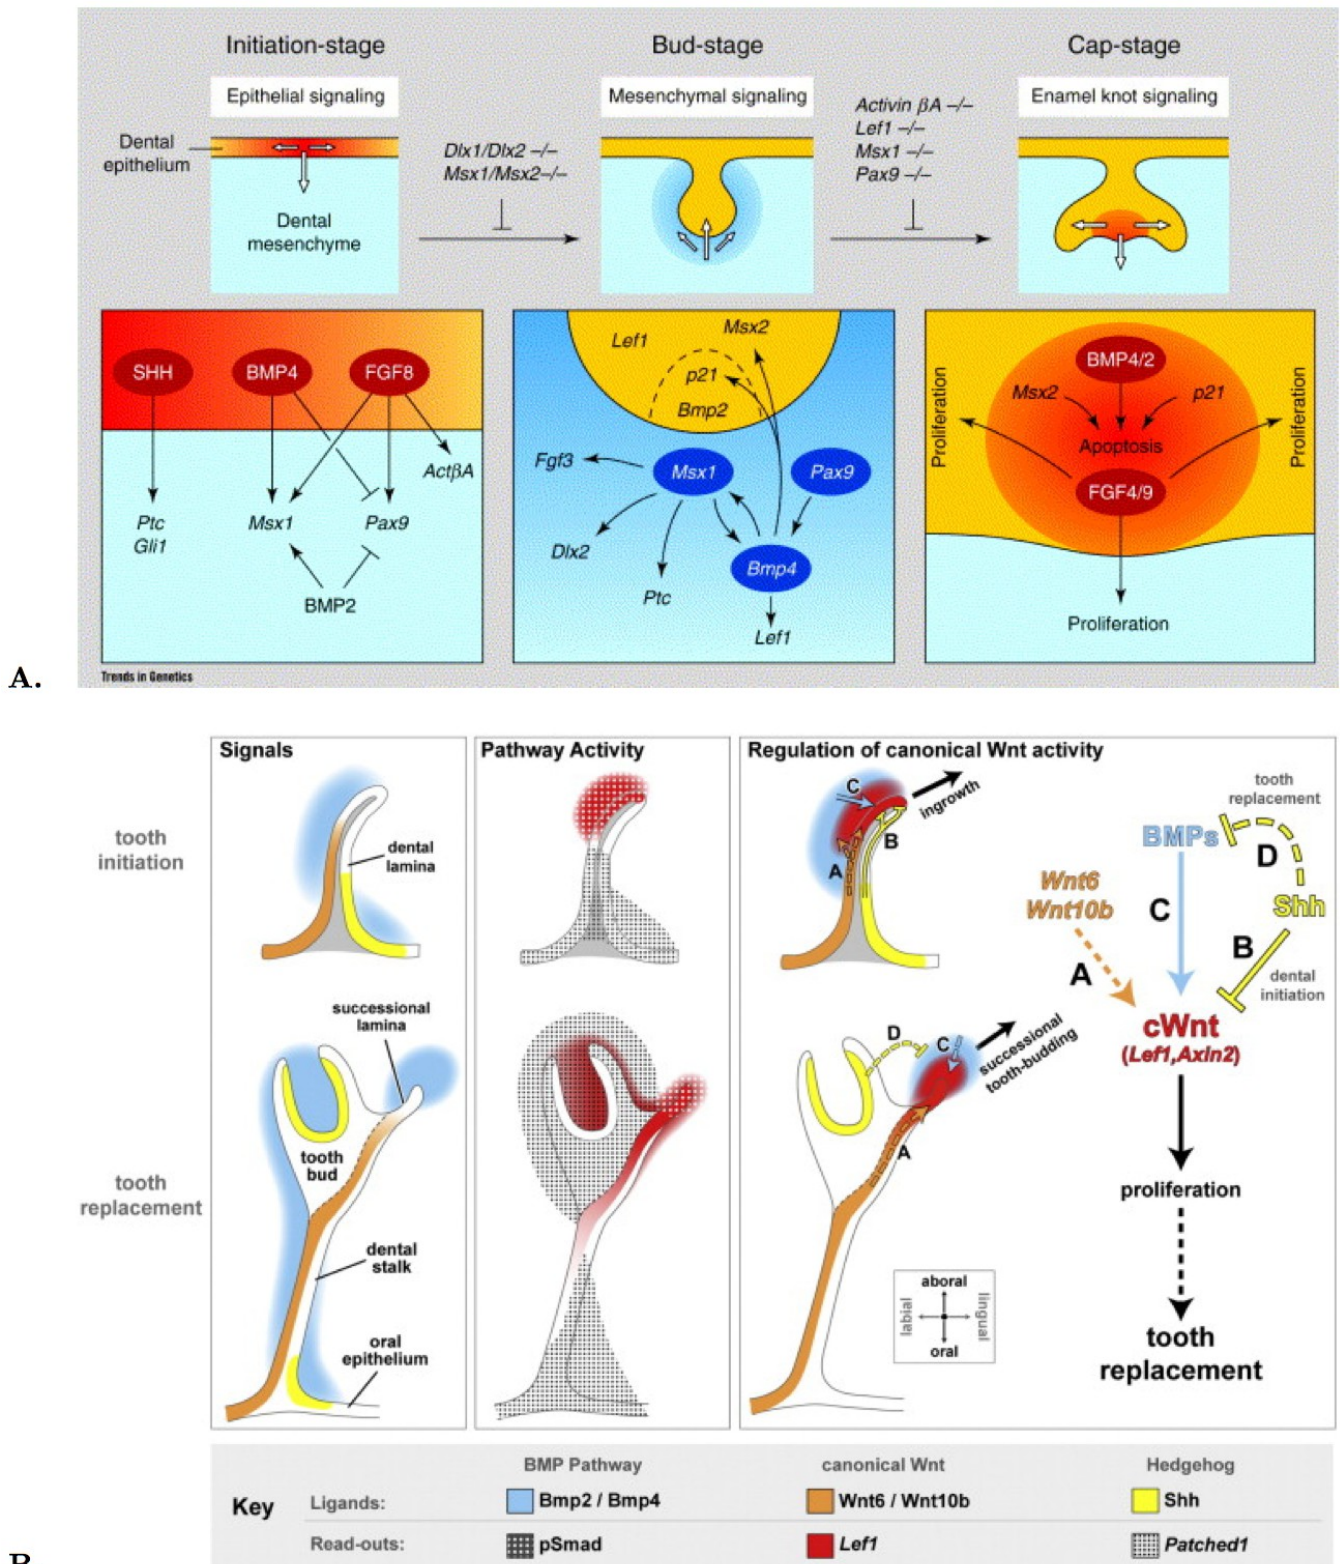 Initiation-stage
Bud-stage
Cap-stage
Epithelial signaling
Mesenchymal signaling
Enamel knot signaling
Dental
epithelium
Dental
mesenchyme
Dlx1/Dlx2 –/–
Msx1/Msx2–/–
Activin βA –/–
Lef1 –/–
Msx1 –/–
Pax9 –/–
SHH
BMP4
FGF8
ActβA
Ptc
Gli1
Msx1
Pax9
BMP2
Lef1
Msx2
p21
Bmp2
Fgf3
Msx1
Pax9
Dlx2
Bmp4
Ptc
Lef1
BMP4/2
Msx2
p21
Apoptosis
FGF4/9
Proliferation
Proliferation
Proliferation
Trends in Genetics
A.
Signals
Pathway Activity
Regulation of canonical Wnt activity
tooth
initiation
dental
lamina
C
A
B
ingrowth
tooth
replacement
BMPs
D
Wnt6
Wnt10b
C
Shh
B
A
dental
initiation
cWnt
(Lef1,Axin2)
proliferation
tooth
replacement
tooth
replacement
successional
lamina
tooth
bud
dental
stalk
oral
epithelium
D
C
A
successional
tooth-budding
aboral
labial
lingual
oral
Key
BMP Pathway
canonical Wnt
Hedgehog
Ligands:
Bmp2 / Bmp4
Wnt6 / Wnt10b
Shh
Read-outs:
pSmad
Lef1
Patched1